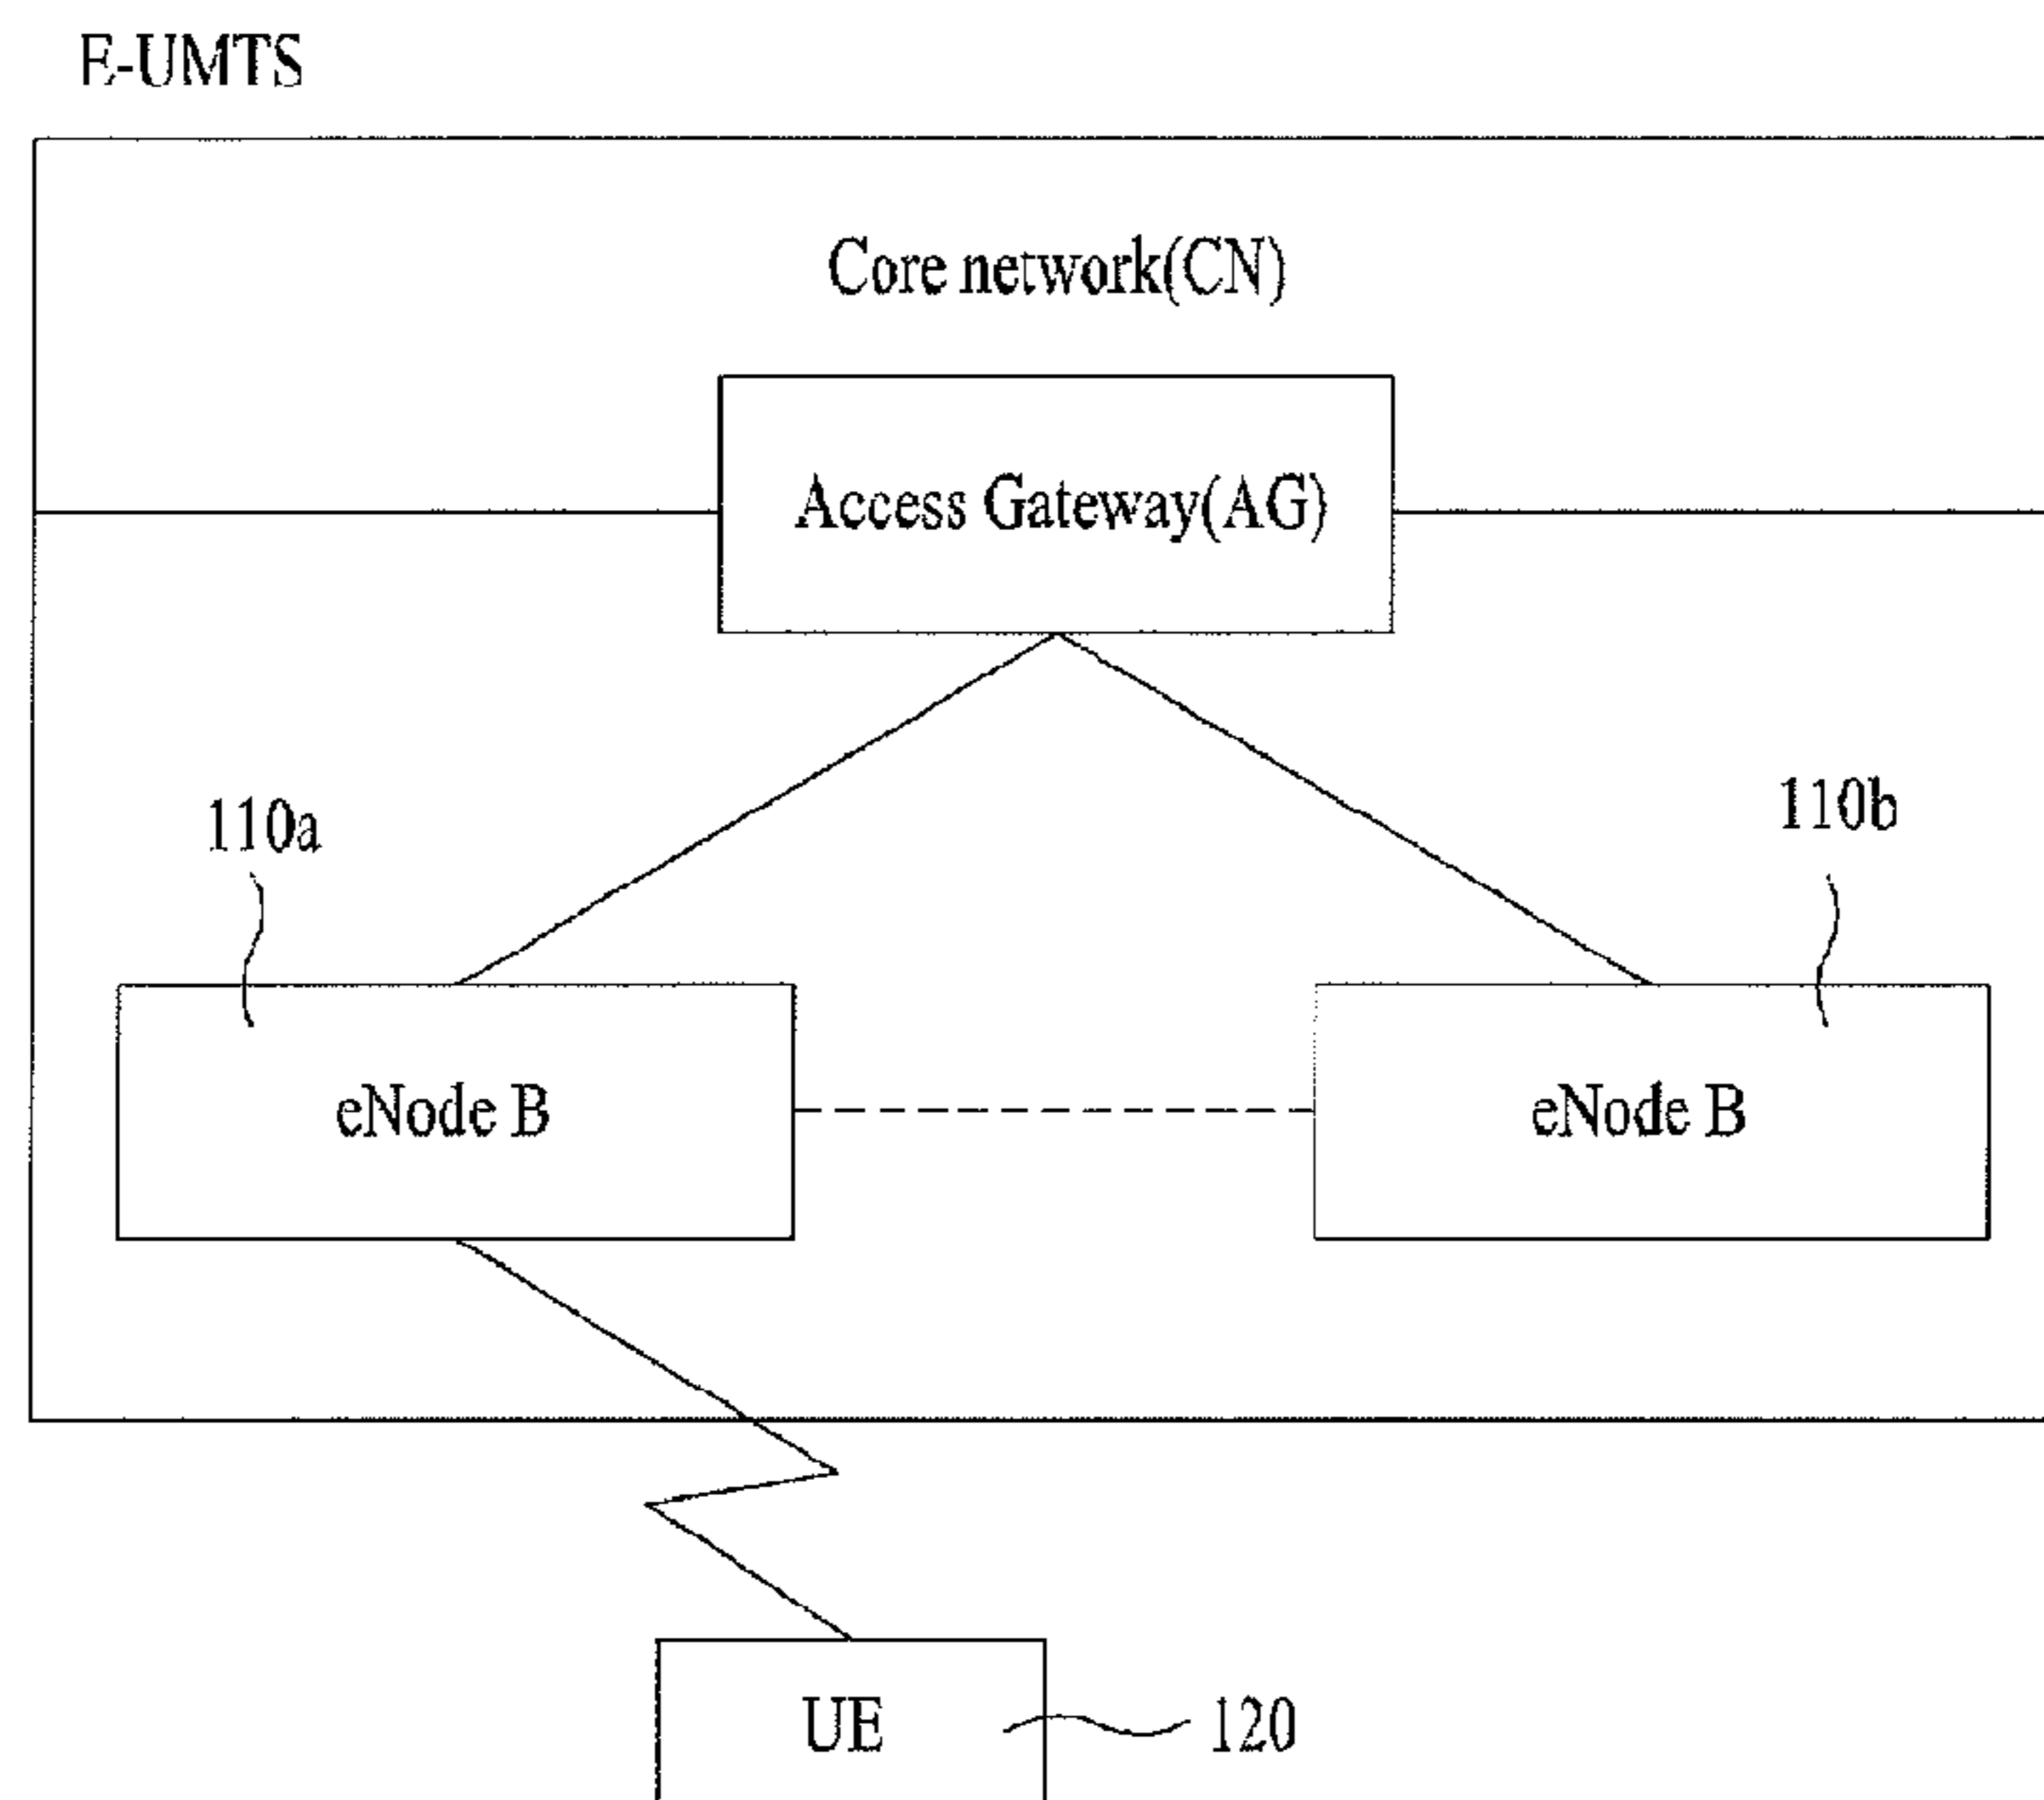 E-UMTS
Core network(CN)
Access Gateway(AG)
110a
110b
eNode B
eNode B
UE
120